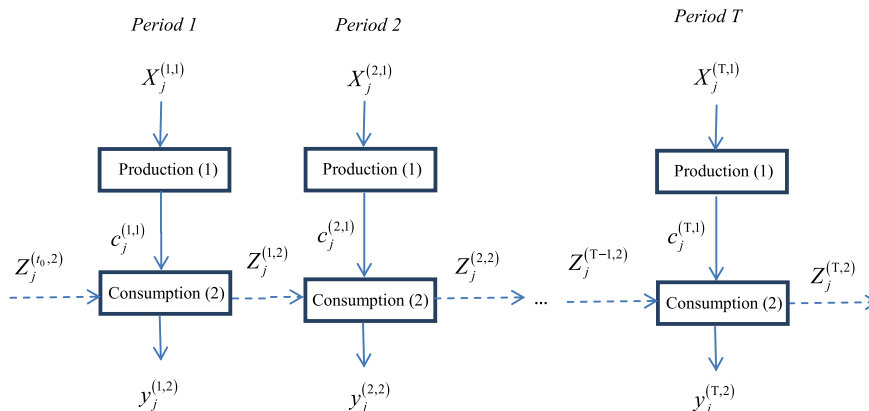 Period 1 Period 2 Period T
X_j^{(1,1)} X_j^{(2,1)} X_j^{(T,1)}
Production (1) Production (1) Production (1)
c_j^{(1,1)} c_j^{(2,1)} c_j^{(T,1)}
Z_j^{(t_0,2)} Z_j^{(1,2)} Z_j^{(2,2)} Z_j^{(T-1,2)} Z_j^{(T,2)}
Consumption (2) Consumption (2) ... Consumption (2)
y_j^{(1,2)} y_j^{(2,2)} y_j^{(T,2)}